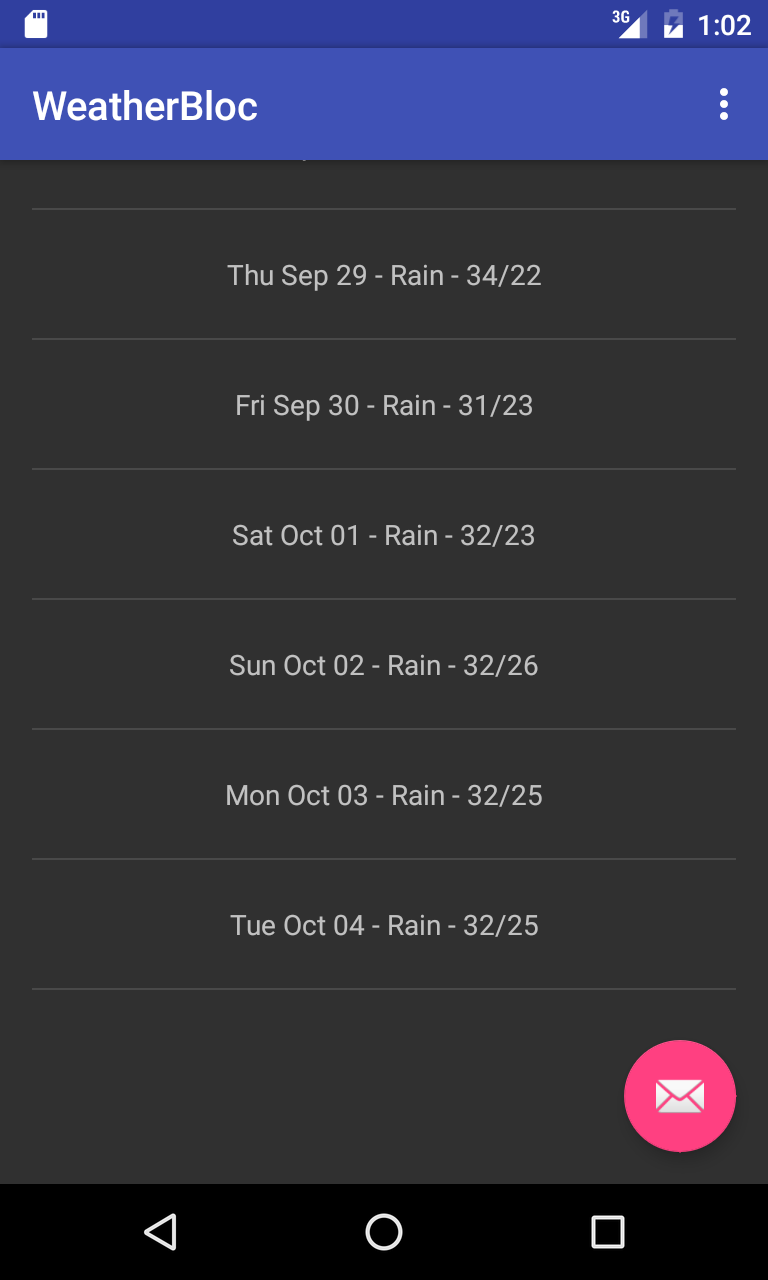 3G 1:02
WeatherBloc
Thu Sep 29 - Rain - 34/22
Fri Sep 30 - Rain - 31/23
Sat Oct 01 - Rain - 32/23
Sun Oct 02 - Rain - 32/26
Mon Oct 03 - Rain - 32/25
Tue Oct 04 - Rain - 32/25